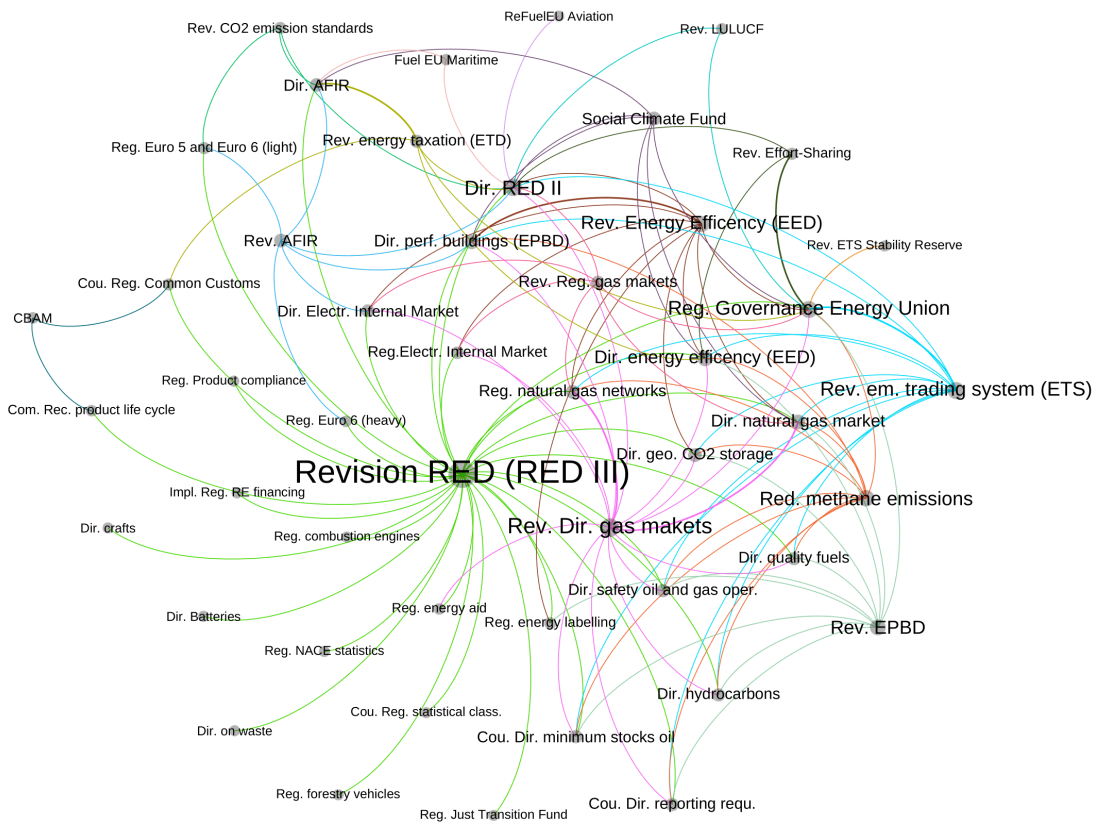 ReFuelEU Aviation
Rev. CO2 emission standards
Rev. LULUCF
Fuel EU Maritime
Dir. AFIR
Social Climate Fund
Rev. energy taxation (ETD)
Reg. Euro 5 and Euro 6 (light)
Rev. Effort-Sharing
Dir. RED II
Rev. Energy Efficency (EED)
Rev. AFIR
Dir. perf. buildings (EPBD)
Rev. ETS Stability Reserve
Cou. Reg. Common Customs
Rev. Reg. gas makets
Dir. Electr. Internal Market
Reg. Governance Energy Union
CBAM
Reg.Electr. Internal Market
Dir. energy efficency (EED)
Reg. Product compliance
Reg. natural gas networks
Rev. em. trading system (ETS)
Com. Rec. product life cycle
Reg. Euro 6 (heavy)
Dir. natural gas market
Dir. geo. CO2 storage
Revision RED (RED III)
Impl. Reg. RE financing
Red. methane emissions
Dir. crafts
Reg. combustion engines
Rev. Dir. gas makets
Dir. quality fuels
Dir. safety oil and gas oper.
Dir. Batteries
Reg. energy aid
Reg. energy labelling
Rev. EPBD
Reg. NACE statistics
Dir. hydrocarbons
Cou. Reg. statistical class.
Dir. on waste
Cou. Dir. minimum stocks oil
Reg. forestry vehicles
Cou. Dir. reporting requ.
Reg. Just Transition Fund